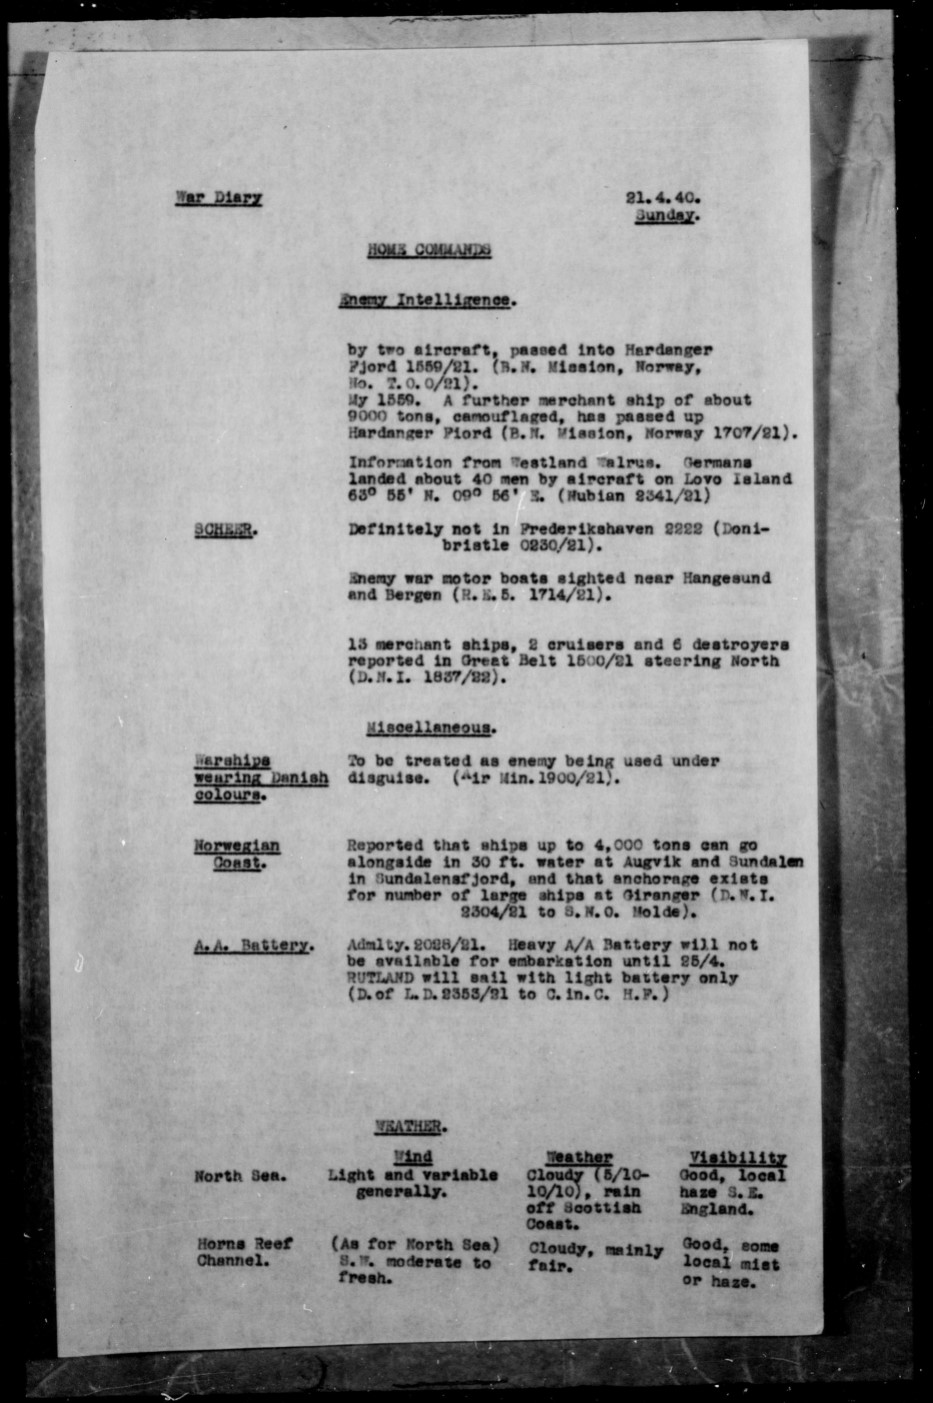 War Diary
21.4.40.
Sunday.
HOME COMMANDS
Enemy Intelligence.
by two aircraft, passed into Hardanger
Fjord 1559/21. (B.N. Mission, Norway,
No. T.O.O/21).
My 1559. A further merchant ship of about
9000 tons, camouflaged, has passed up
Hardanger Fiord (B.N. Mission, Norway 1707/21).
Information from Westland Walrus. Germans
landed about 40 men by aircraft on Lovo Island
63° 55' N. 09° 56' E. (Nubian 2341/21)
SCHEER.
Definitely not in Frederikshaven 2222 (Doni-
bristle 0230/21).
Enemy war motor boats sighted near Hangesund
and Bergen (R.E.5. 1714/21).
13 merchant ships, 2 cruisers and 6 destroyers
reported in Great Belt 1500/21 steering North
(D.N.I. 1837/22).
Miscellaneous.
Warships
wearing Danish
colours.
To be treated as enemy being used under
disguise. (Air Min.1900/21).
Norwegian
Coast.
Reported that ships up to 4,000 tons can go
alongside in 30 ft. water at Augvik and Sundalen
in Sundalensfjord, and that anchorage exists
for number of large ships at Giranger (D.N.I.
2304/21 to S.N.O. Molde).
A.A. Battery.
Admlty.2028/21. Heavy A/A Battery will not
be available for embarkation until 25/4.
RUTLAND will sail with light battery only
(D.of L.D.2353/21 to C.in.C. H.F.)
WEATHER.
Wind Weather Visibility
North Sea.
Light and variable
generally.
Cloudy (5/10-
10/10), rain
off Scottish
Coast.
Good, local
haze S.E.
England.
Horns Reef
Channel.
(As for North Sea)
S.W. moderate to
fresh.
Cloudy, mainly
fair.
Good, some
local mist
or haze.